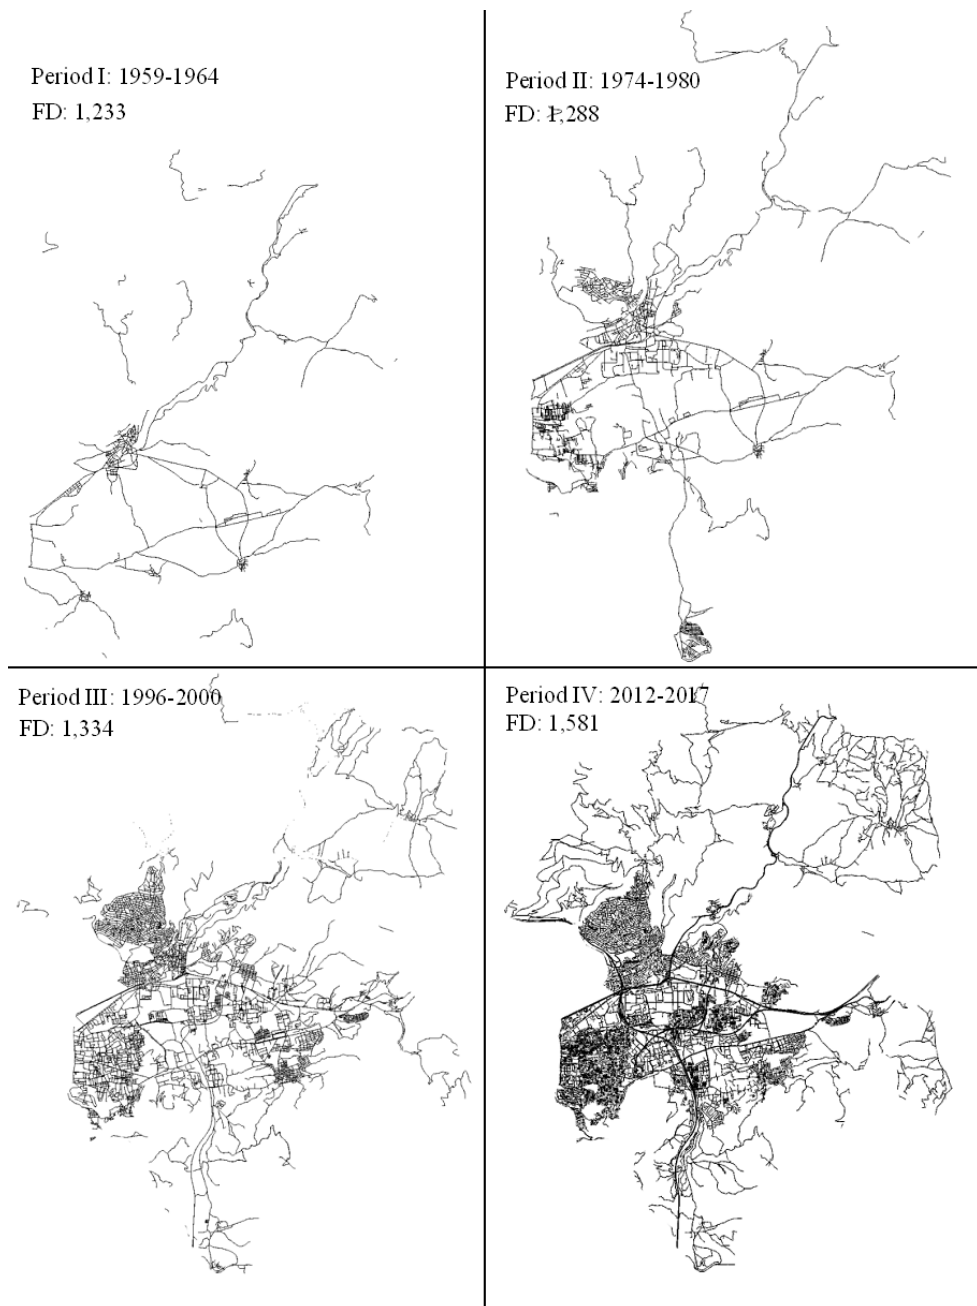 Period I: 1959-1964
FD: 1,233
Period II: 1974-1980
FD: 1,288
Period III: 1996-2000
FD: 1,334
Period IV: 2012-2017
FD: 1,581